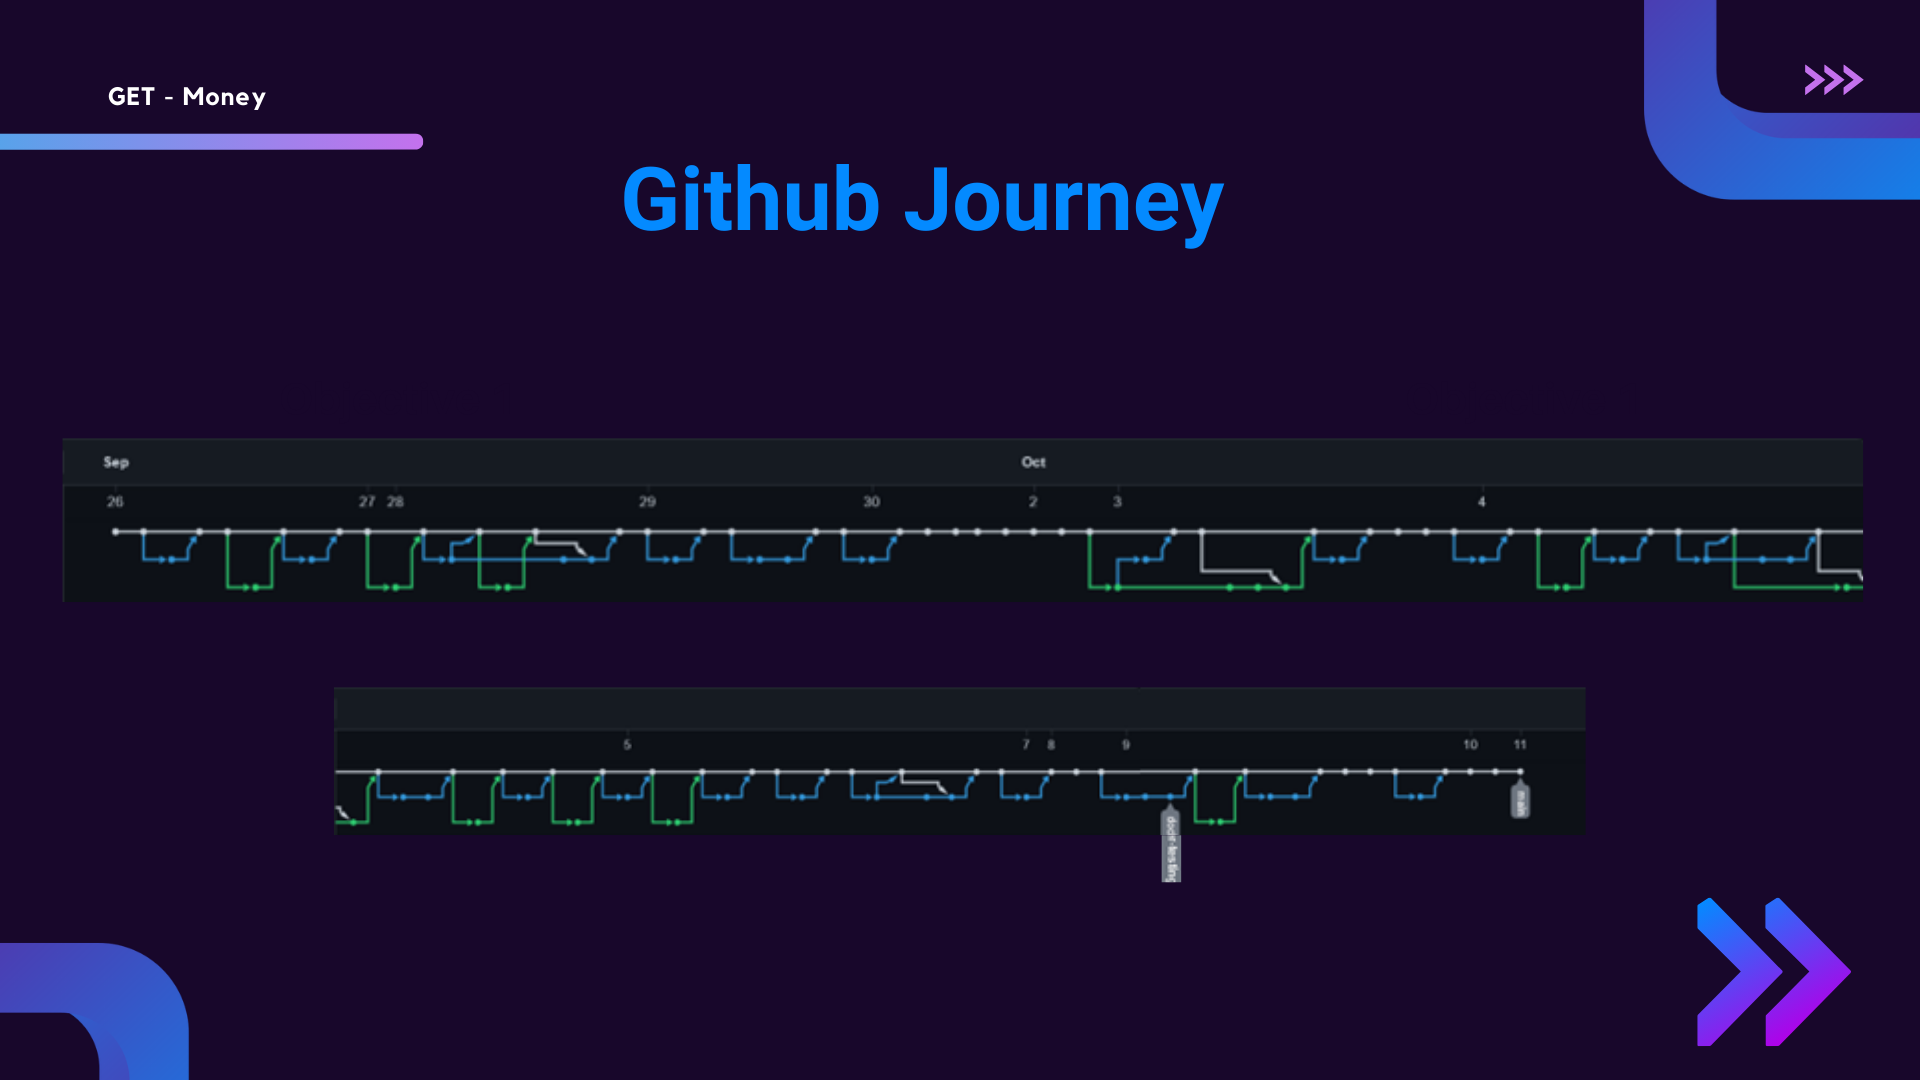 GET - Money
Github Journey
Sep Oct
26 27 28 29 30 2 3 4
5 7 8 9 10 11
main